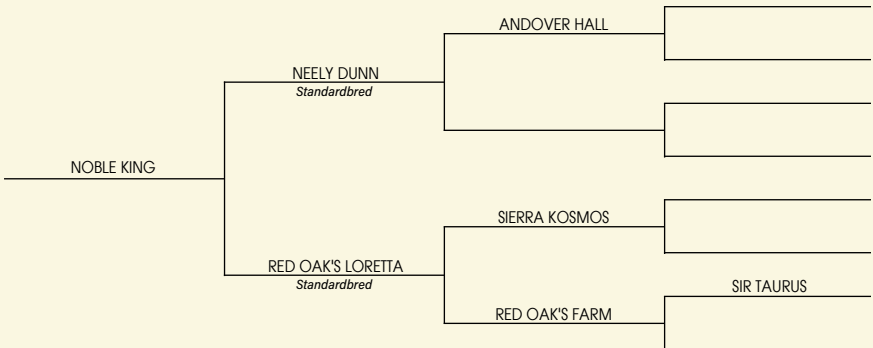 ANDOVER HALL
NEELY DUNN
Standardbred
NOBLE KING
SIERRA KOSMOS
RED OAK'S LORETTA
Standardbred
SIR TAURUS
RED OAK'S FARM